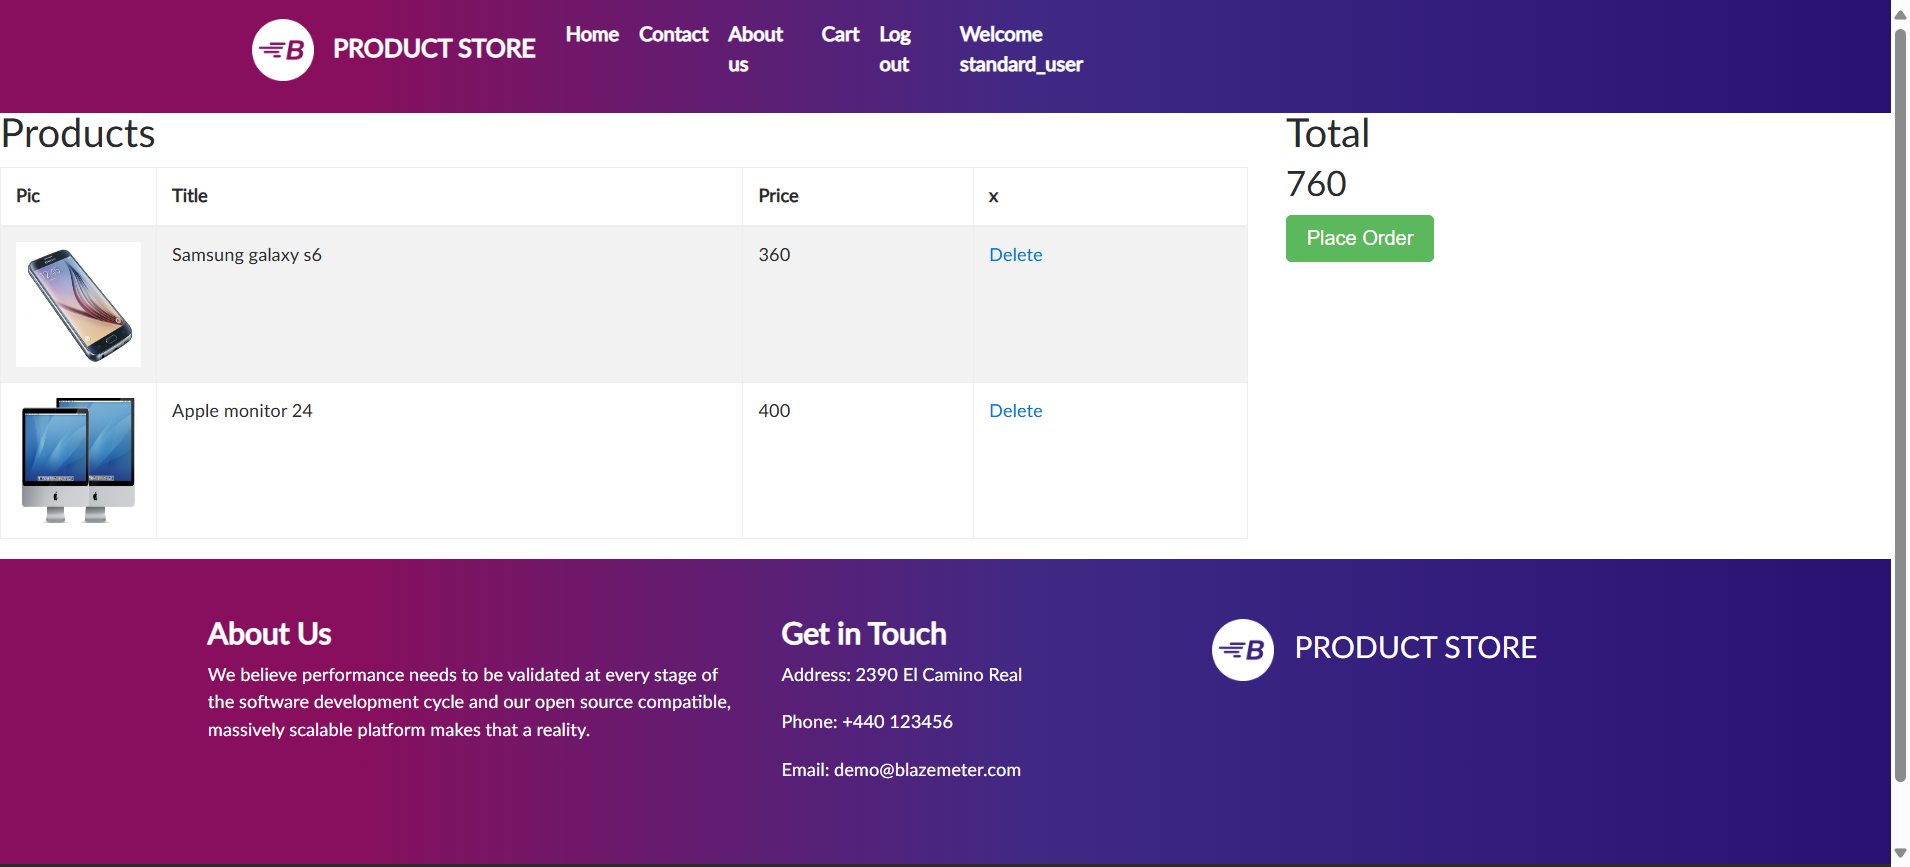 B PRODUCT STORE Home Contact About us Cart Log out Welcome standard_user
Products
Total
760
Place Order
Pic Title Price x
Samsung galaxy s6 360 Delete
Apple monitor 24 400 Delete
About Us
We believe performance needs to be validated at every stage of
the software development cycle and our open source compatible,
massively scalable platform makes that a reality.
Get in Touch
Address: 2390 El Camino Real
Phone: +440 123456
Email: demo@blazemeter.com
B PRODUCT STORE